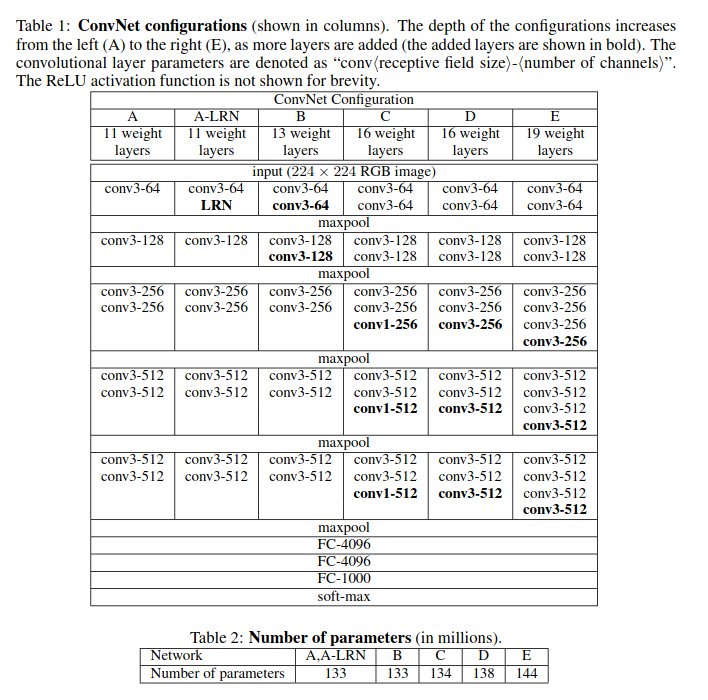 Table 1: ConvNet configurations (shown in columns). The depth of the configurations increases
from the left (A) to the right (E), as more layers are added (the added layers are shown in bold). The
convolutional layer parameters are denoted as “conv⟨receptive field size⟩-⟨number of channels⟩”.
The ReLU activation function is not shown for brevity.
ConvNet Configuration
A A-LRN B C D E
11 weight 11 weight 13 weight 16 weight 16 weight 19 weight
layers layers layers layers layers layers
input (224 × 224 RGB image)
conv3-64 conv3-64 conv3-64 conv3-64 conv3-64 conv3-64
LRN conv3-64 conv3-64 conv3-64 conv3-64
maxpool
conv3-128 conv3-128 conv3-128 conv3-128 conv3-128 conv3-128
conv3-128 conv3-128 conv3-128 conv3-128
maxpool
conv3-256 conv3-256 conv3-256 conv3-256 conv3-256 conv3-256
conv3-256 conv3-256 conv3-256 conv3-256 conv3-256 conv3-256
conv1-256 conv3-256 conv3-256
conv3-256
maxpool
conv3-512 conv3-512 conv3-512 conv3-512 conv3-512 conv3-512
conv3-512 conv3-512 conv3-512 conv3-512 conv3-512 conv3-512
conv1-512 conv3-512 conv3-512
conv3-512
maxpool
conv3-512 conv3-512 conv3-512 conv3-512 conv3-512 conv3-512
conv3-512 conv3-512 conv3-512 conv3-512 conv3-512 conv3-512
conv1-512 conv3-512 conv3-512
conv3-512
maxpool
FC-4096
FC-4096
FC-1000
soft-max
Table 2: Number of parameters (in millions).
Network A,A-LRN B C D E
Number of parameters 133 133 134 138 144